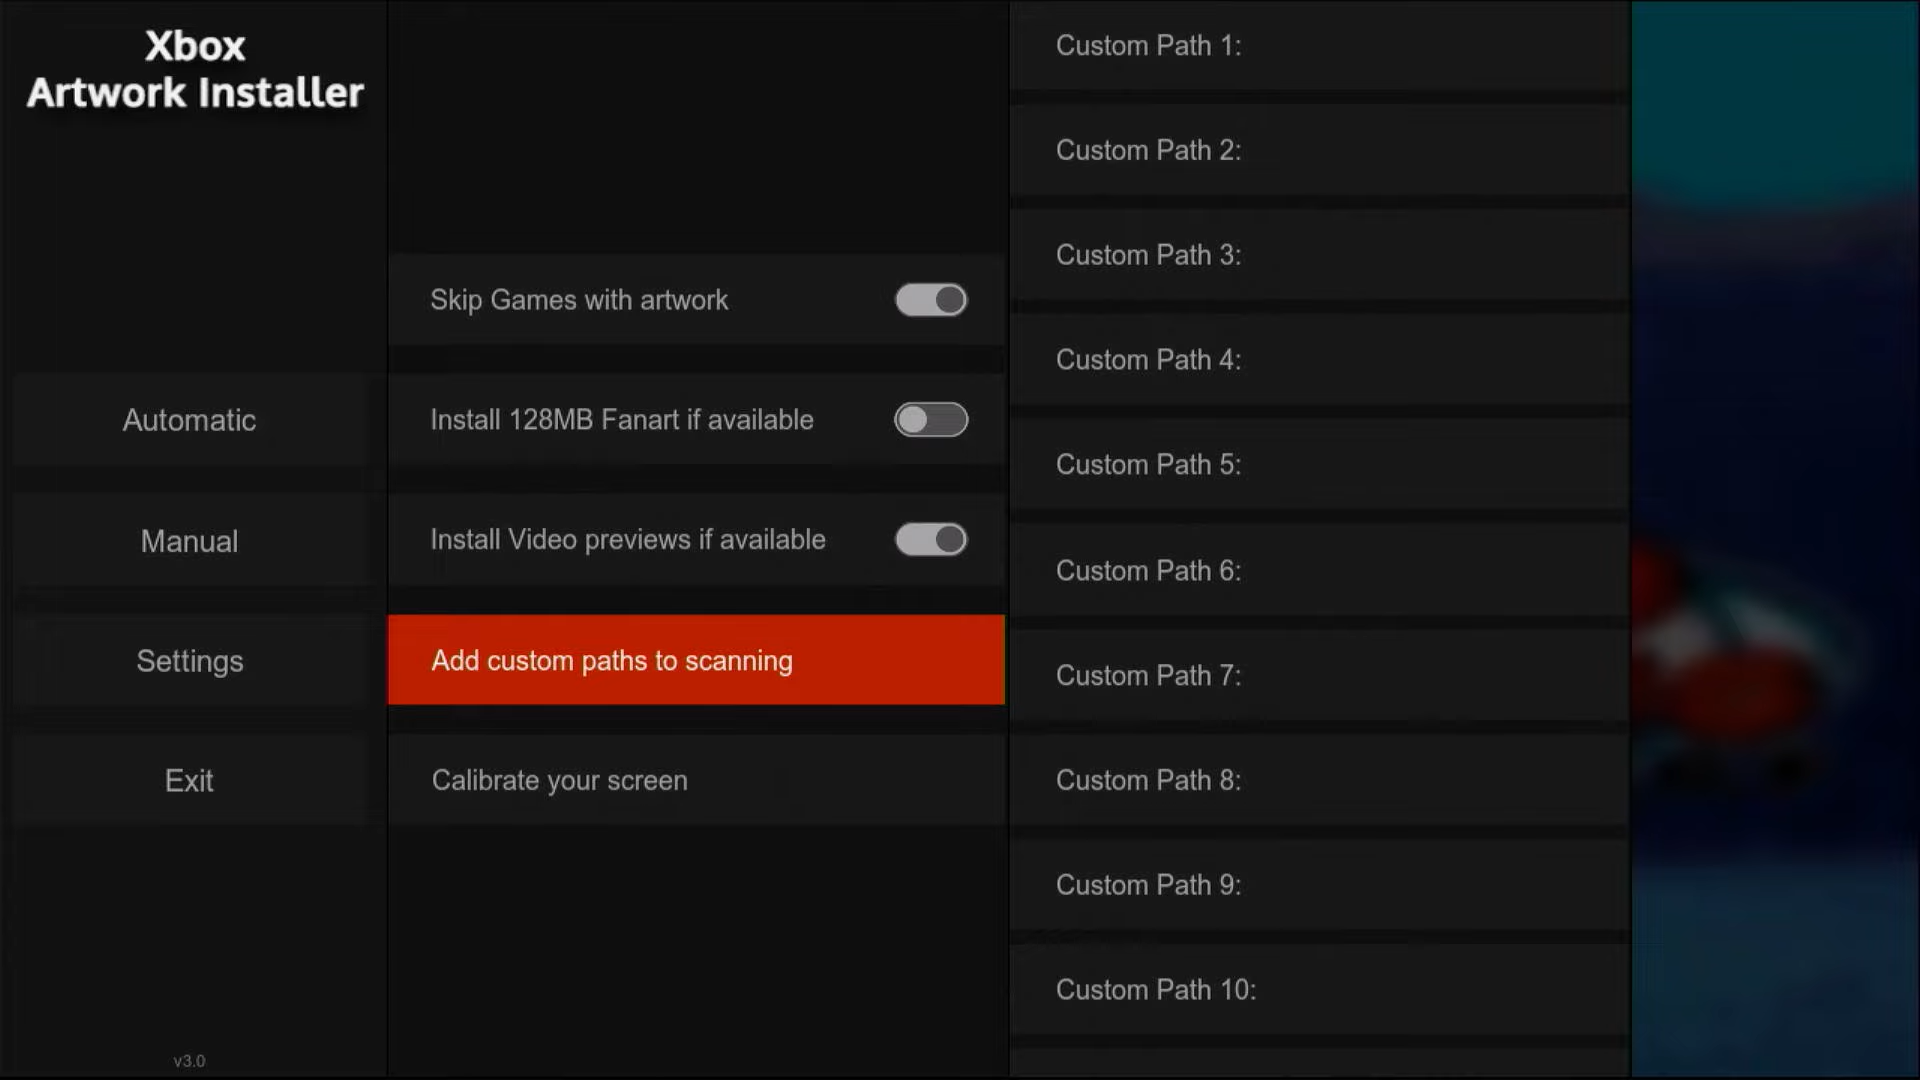 Xbox
Artwork Installer
Automatic
Manual
Settings
Exit
v3.0
Skip Games with artwork
Install 128MB Fanart if available
Install Video previews if available
Add custom paths to scanning
Calibrate your screen
Custom Path 1:
Custom Path 2:
Custom Path 3:
Custom Path 4:
Custom Path 5:
Custom Path 6:
Custom Path 7:
Custom Path 8:
Custom Path 9:
Custom Path 10: